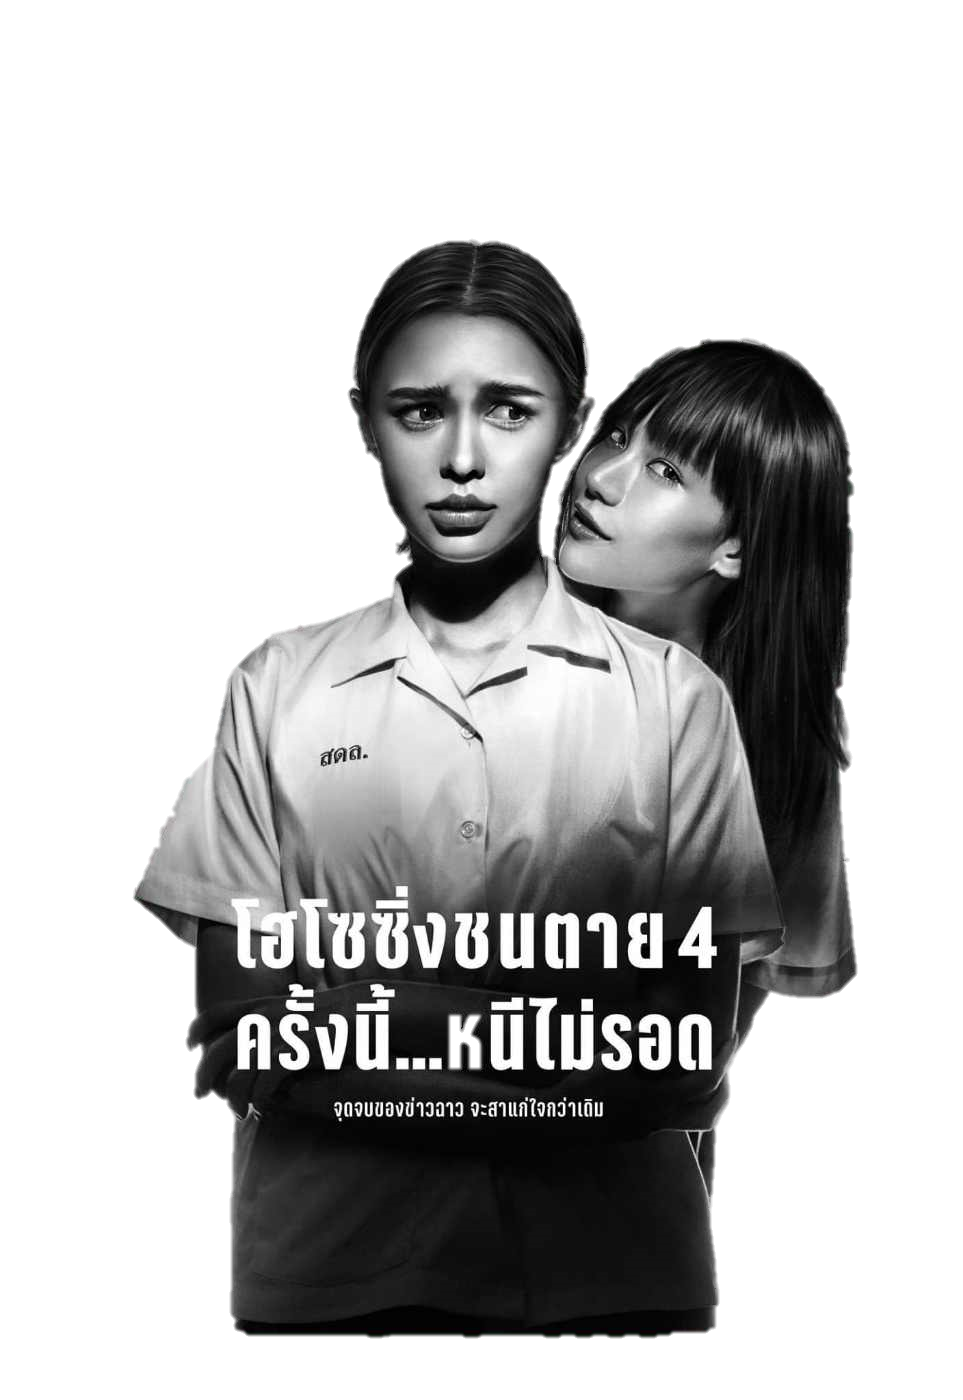 สดล.
โฮโซซิ่งชนตาย 4
ครั้งนี้...หนีไม่รอด
จุดจบของข่าวฉาว จะสาแก่ใจกว่าเดิม